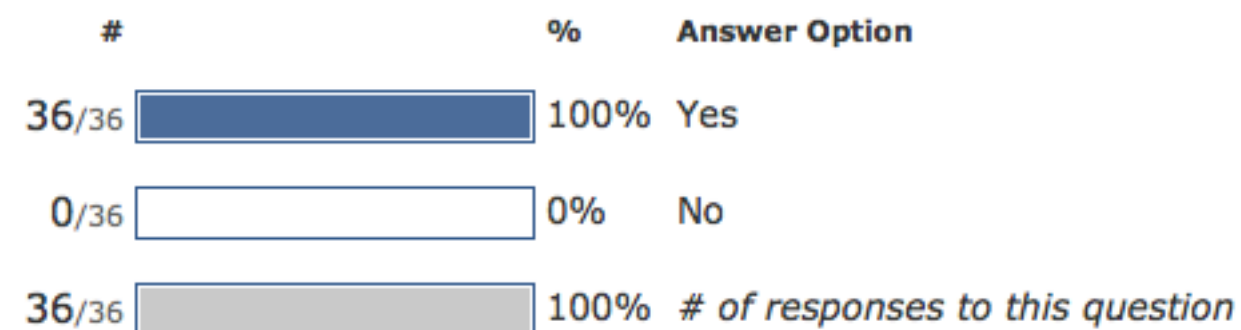 # % Answer Option
36/36 100% Yes
0/36 0% No
36/36 100% # of responses to this question